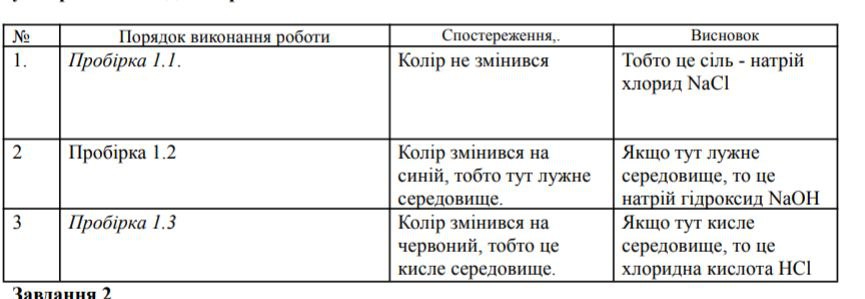 № Порядок виконання роботи Спостереження,. Висновок
1. Пробірка 1.1. Колір не змінився Тобто це сіль - натрій
хлорид NaCl
2 Пробірка 1.2 Колір змінився на Якщо тут лужне
синій, тобто тут лужне середовище, то це
середовище. натрій гідроксид NaOH
3 Пробірка 1.3 Колір змінився на Якщо тут кисле
червоний, тобто це середовище, то це
кисле середовище. хлоридна кислота HCl
Завдання 2